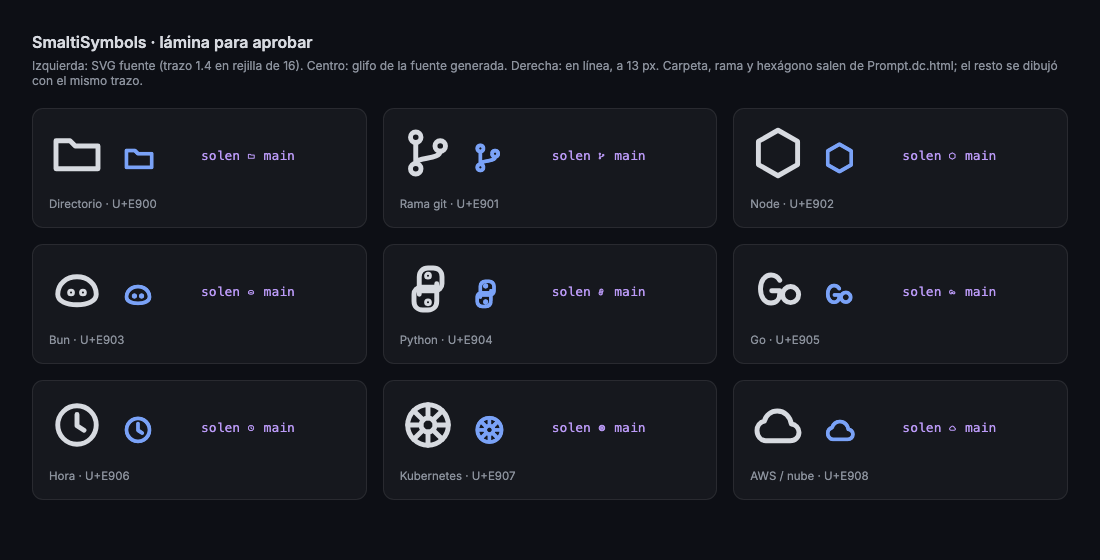 SmaltiSymbols · lámina para aprobar
Izquierda: SVG fuente (trazo 1.4 en rejilla de 16). Centro: glifo de la fuente generada. Derecha: en línea, a 13 px. Carpeta, rama y hexágono salen de Prompt.dc.html; el resto se dibujó
con el mismo trazo.
solen main
Directorio · U+E900
solen main
Rama git · U+E901
solen main
Node · U+E902
solen main
Bun · U+E903
solen main
Python · U+E904
Go
Go
solen main
Go · U+E905
solen main
Hora · U+E906
solen main
Kubernetes · U+E907
solen main
AWS / nube · U+E908